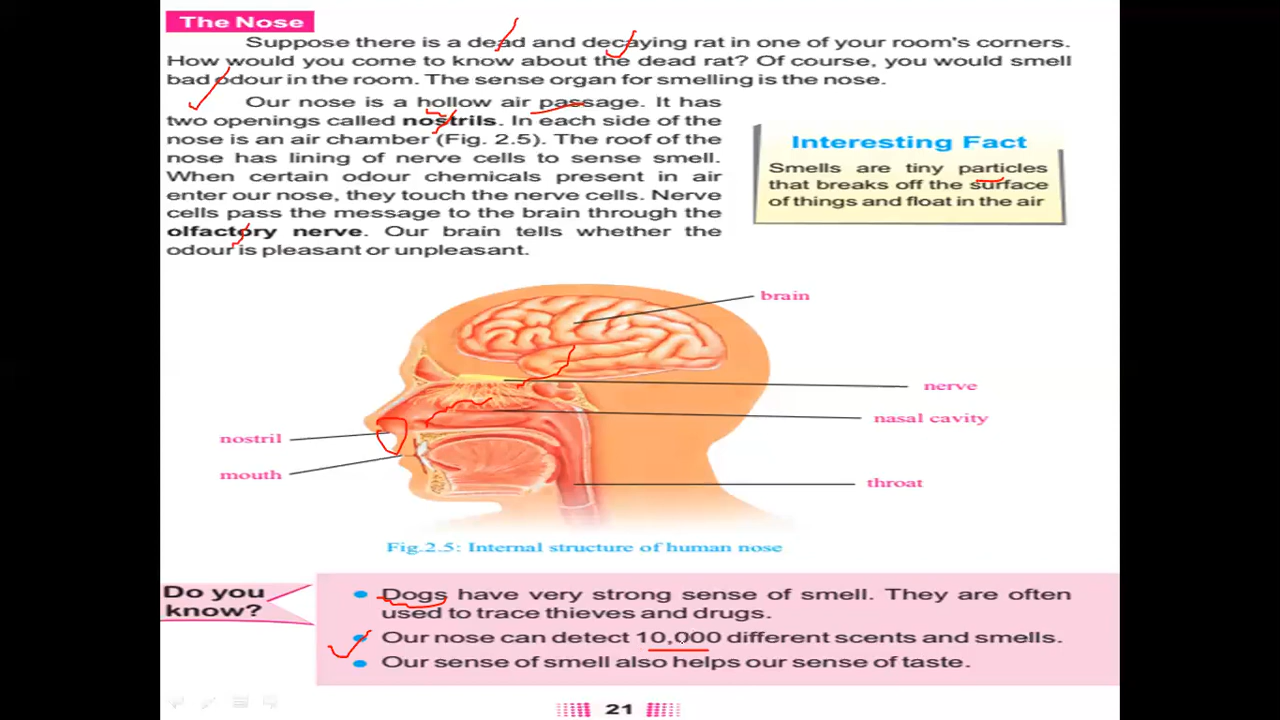 The Nose
Suppose there is a dead and decaying rat in one of your room's corners.
How would you come to know about the dead rat? Of course, you would smell
bad odour in the room. The sense organ for smelling is the nose.
Our nose is a hollow air passage. It has
two openings called nostrils. In each side of the
nose is an air chamber (Fig. 2.5). The roof of the
nose has lining of nerve cells to sense smell.
When certain odour chemicals present in air
enter our nose, they touch the nerve cells. Nerve
cells pass the message to the brain through the
olfactory nerve. Our brain tells whether the
odour is pleasant or unpleasant.
Interesting Fact
Smells are tiny particles
that breaks off the surface
of things and float in the air
brain
nerve
nasal cavity
nostril
mouth
throat
Fig.2.5: Internal structure of human nose
Do you
know?
• Dogs have very strong sense of smell. They are often
used to trace thieves and drugs.
• Our nose can detect 10,000 different scents and smells.
• Our sense of smell also helps our sense of taste.
21